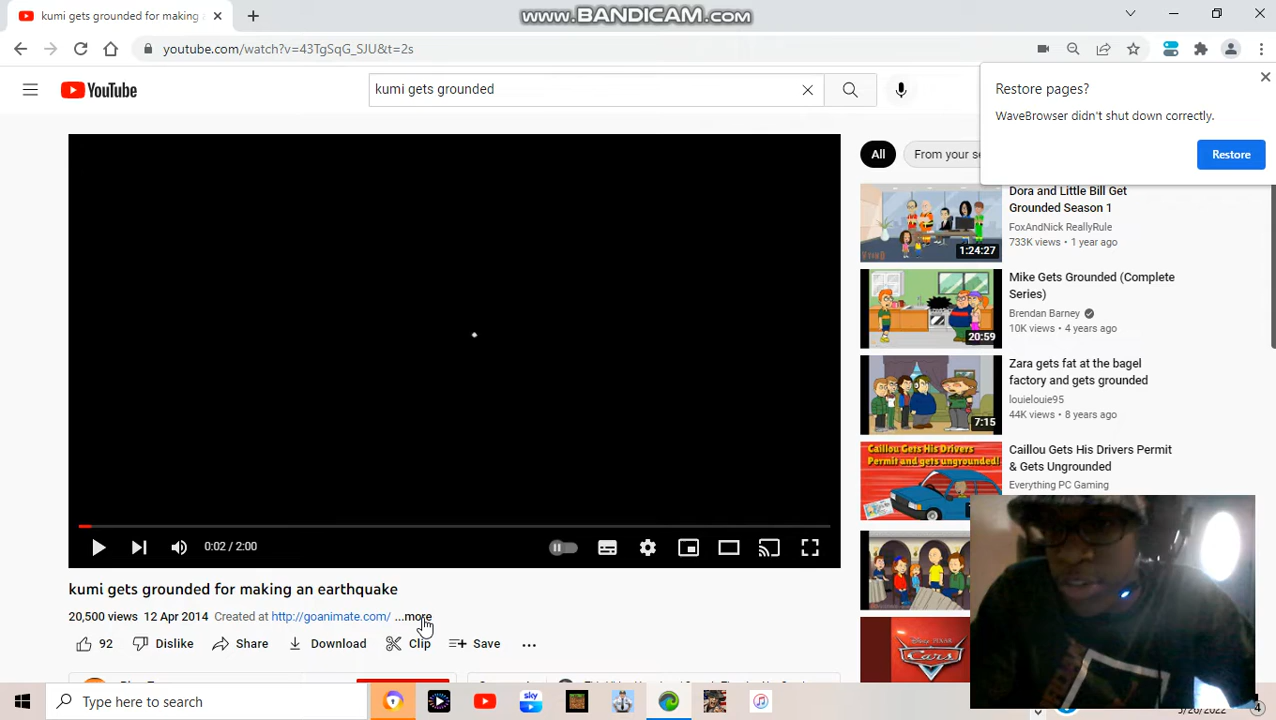 www.BANDICAM.com
kumi gets grounded for making a
youtube.com/watch?v=43TgSqG_SJU&t=2s
YouTube
kumi gets grounded
Restore pages?
WaveBrowser didn't shut down correctly.
Restore
All
From your se
Dora and Little Bill Get
Grounded Season 1
FoxAndNick ReallyRule
733K views • 1 year ago
1:24:27
Mike Gets Grounded (Complete
Series)
Brendan Barney
10K views • 4 years ago
20:59
Zara gets fat at the bagel
factory and gets grounded
louielouie95
44K views • 8 years ago
7:15
Caillou Gets His Drivers
Permit and gets ungrounded!
Caillou Gets His Drivers Permit
& Gets Ungrounded
Everything PC Gaming
DISNEY PIXAR
Cars
0:02 / 2:00
kumi gets grounded for making an earthquake
20,500 views 12 Apr 2014 Created at http://goanimate.com/ ...more
92 Dislike Share Download Clip Save
Type here to search
sky
4